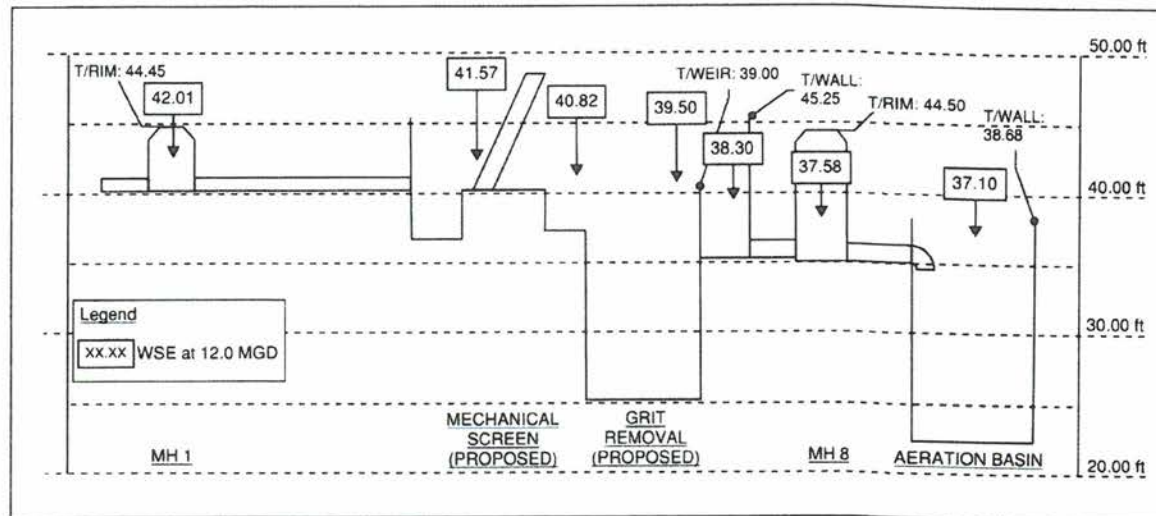 50.00 ft
T/RIM: 44.45
42.01
41.57
40.82
39.50
T/WEIR: 39.00
38.30
T/WALL:
45.25
T/RIM: 44.50
37.58
T/WALL:
38.68
37.10
40.00 ft
Legend
XX.XX WSE at 12.0 MGD
30.00 ft
MH 1
MECHANICAL
SCREEN
(PROPOSED)
GRIT
REMOVAL
(PROPOSED)
MH 8
AERATION BASIN
20.00 ft